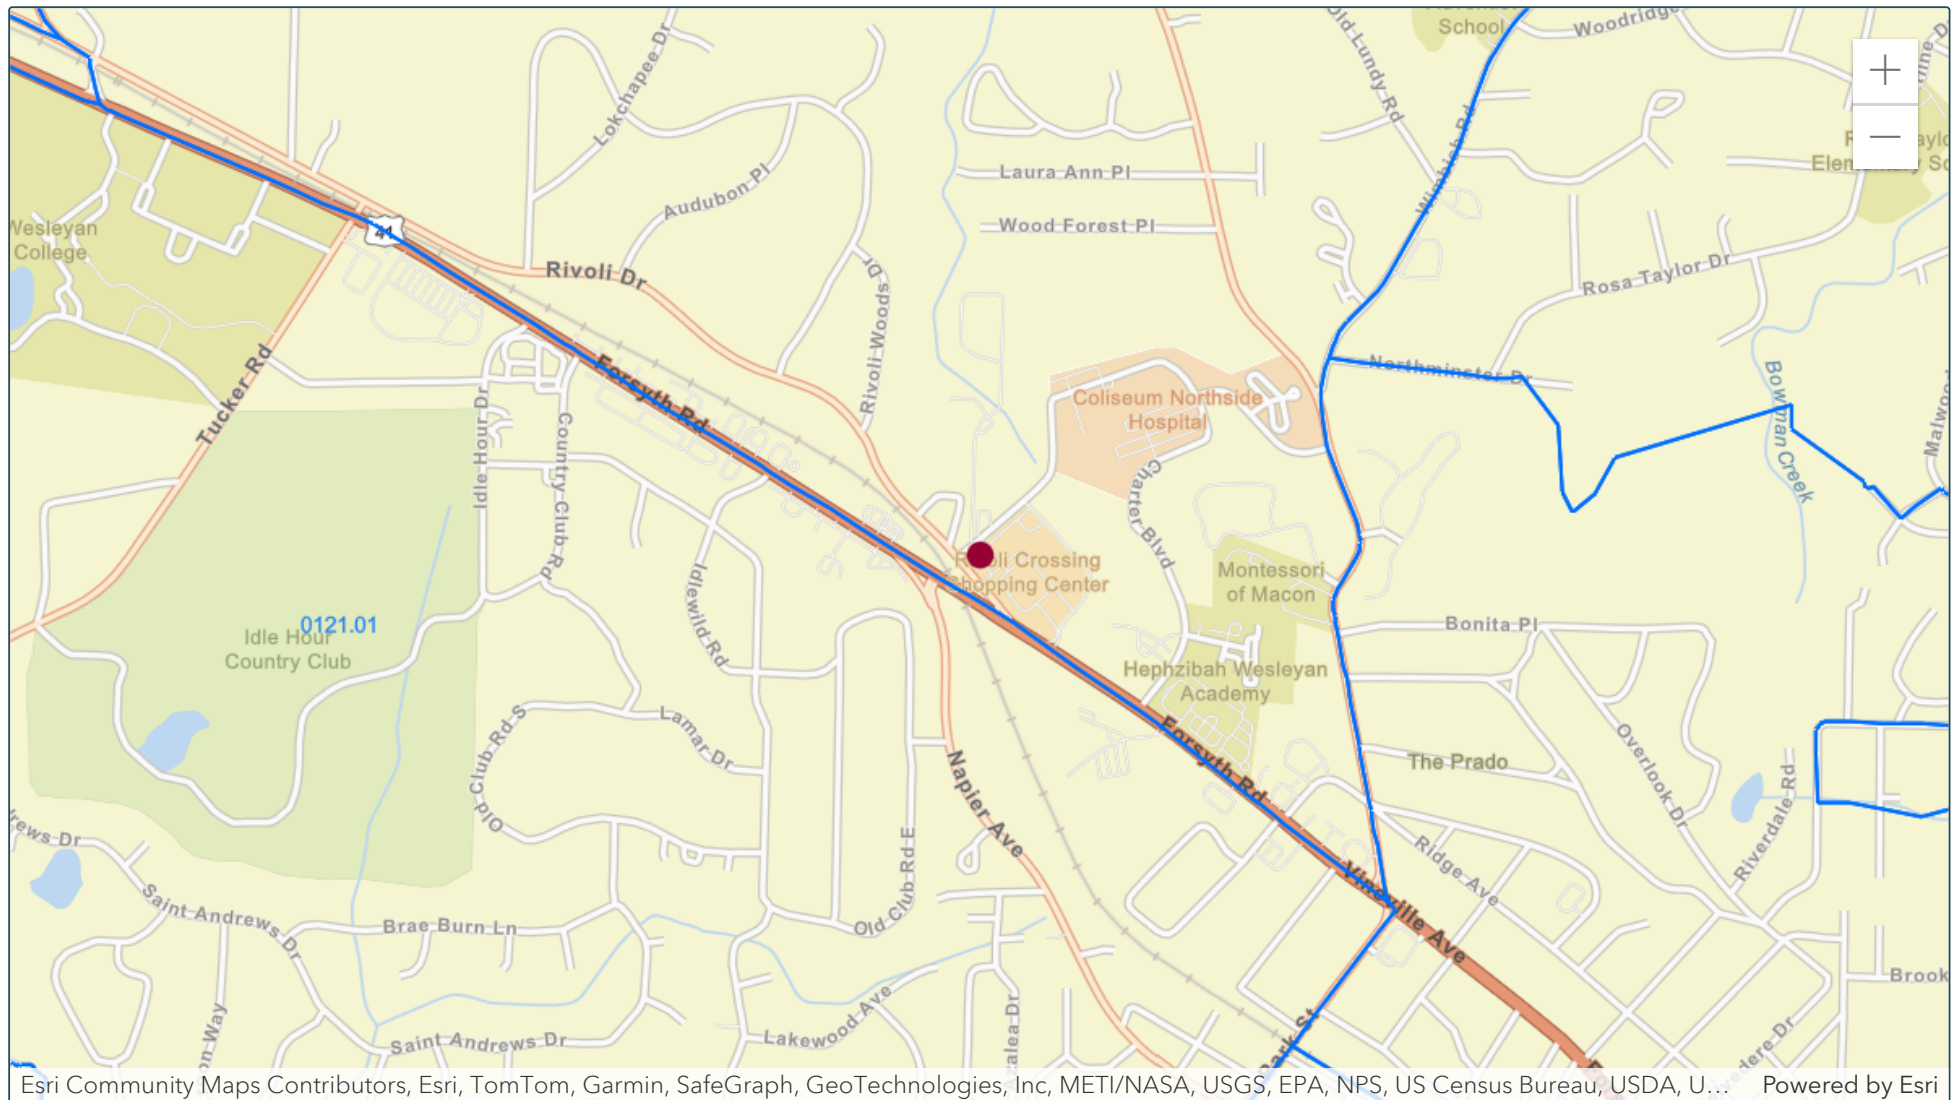 School
Woodridge
Old Lundy Rd
Lokchapee Dr
Wimbish Rd
Laura Ann Pl
Audubon Pl
Wood Forest Pl
Wesleyan
College
41
Rivoli Dr
Rosa Taylor Dr
Rivoli Woods Dr
Tucker Rd
Forsyth Rd
Northminster Dr
Coliseum Northside
Hospital
Bowman Creek
Idle Hour Dr
Country Club Rd
Charter Blvd
Crossing
Shopping Center
Montessori
of Macon
0121.01
Idle Hour
Country Club
Idlewild Rd
Bonita Pl
Hephzibah Wesleyan
Academy
Old Club Rd S
Lamar Dr
Napier Ave
Forsyth Rd
The Prado
Overlook Dr
Riverdale Rd
Old Club Rd E
Ridge Ave
Vineville Ave
Saint Andrews Dr
Brae Burn Ln
Lakewood Ave
Saint Andrews Dr
Park St
Brook
Esri Community Maps Contributors, Esri, TomTom, Garmin, SafeGraph, GeoTechnologies, Inc, METI/NASA, USGS, EPA, NPS, US Census Bureau, USDA, U... Powered by Esri